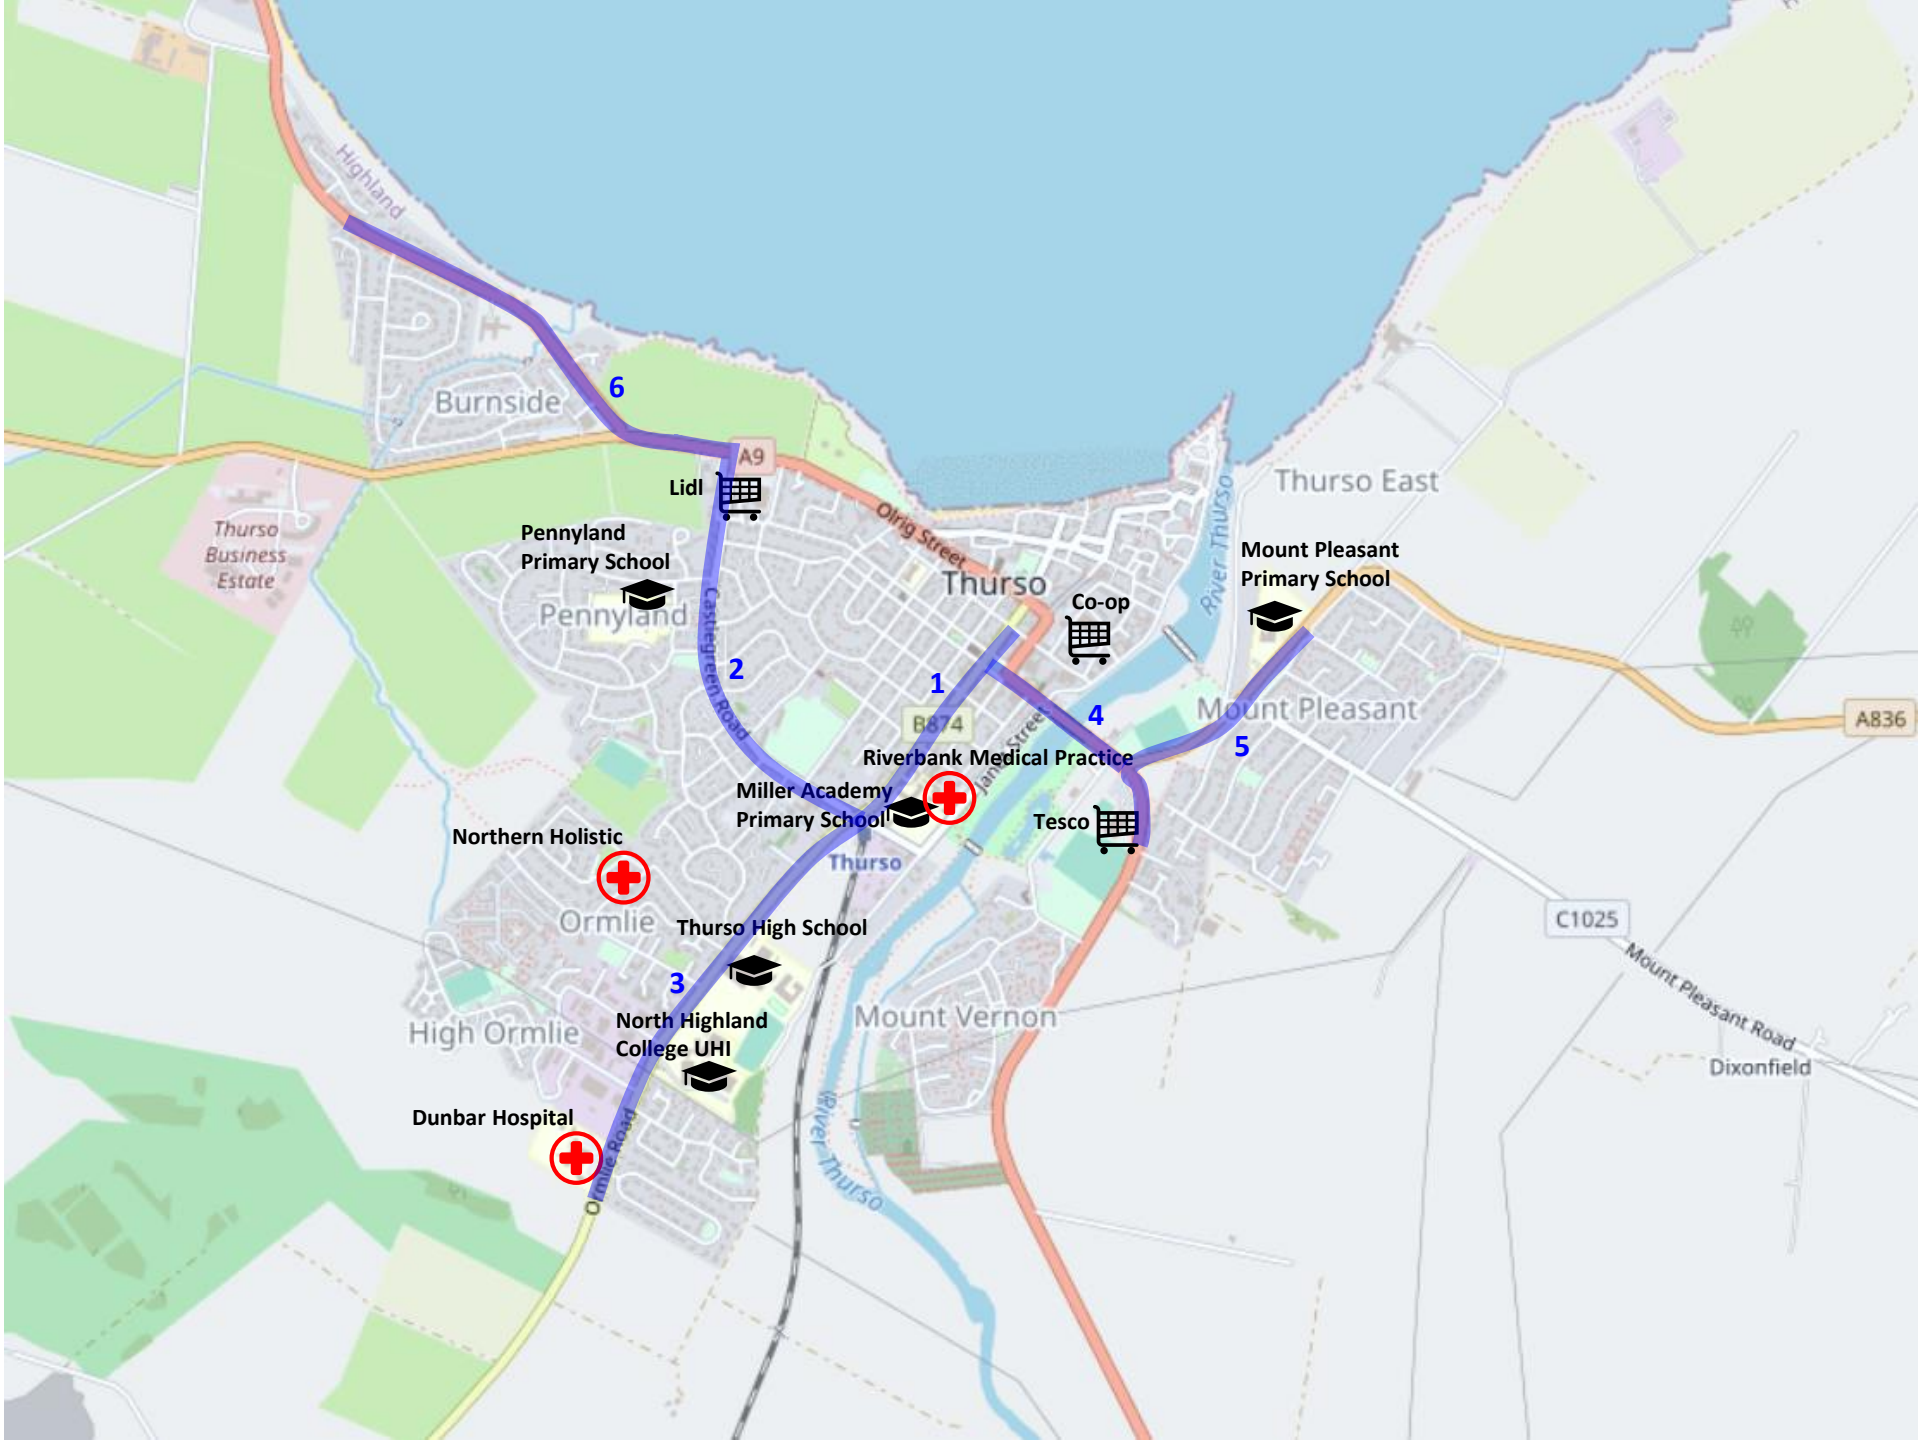 Highland
6
Burnside
A9
Lidl
Olrig Street
Thurso
Business
Estate
Pennyland
Primary School
Pennyland
Castlegreen Road
2
Thurso
Co-op
River Thurso
Thurso East
Mount Pleasant
Primary School
1
B874
4
Janet Street
Mount Pleasant
5
A836
Riverbank Medical Practice
Miller Academy
Primary School
Tesco
Thurso
Northern Holistic
Ormlie
Thurso High School
3
C1025
Mount Pleasant Road
Dixonfield
High Ormlie
North Highland
College UHI
Mount Vernon
Dunbar Hospital
Ormlie Road
River Thurso